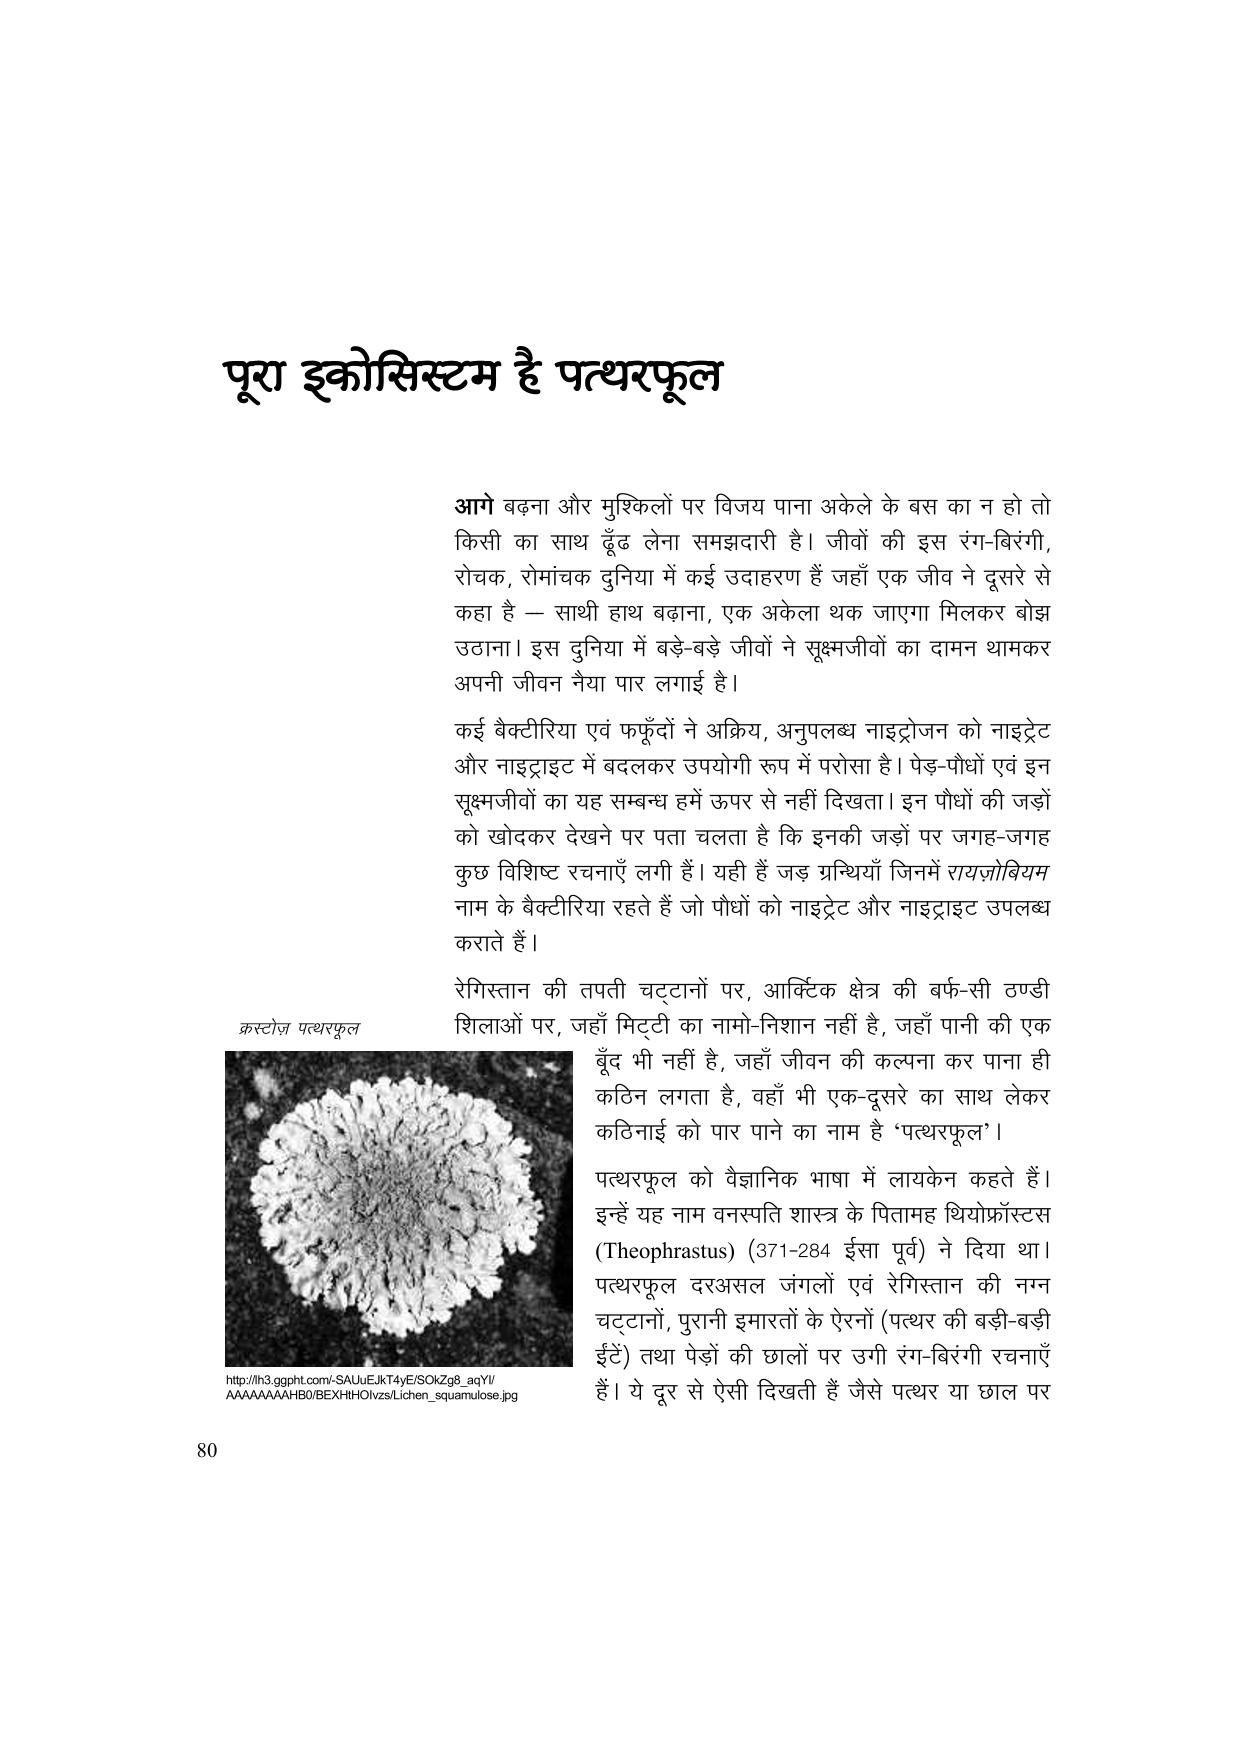 पूरा इकोसिस्टम है पत्थरफूल
आगे बढ़ना और मुश्किलों पर विजय पाना अकेले के बस का न हो तो
किसी का साथ ढूँढ लेना समझदारी है। जीवों की इस रंग-बिरंगी,
रोचक, रोमांचक दुनिया में कई उदाहरण हैं जहाँ एक जीव ने दूसरे से
कहा है — साथी हाथ बढ़ाना, एक अकेला थक जाएगा मिलकर बोझ
उठाना। इस दुनिया में बड़े-बड़े जीवों ने सूक्ष्मजीवों का दामन थामकर
अपनी जीवन नैया पार लगाई है।
कई बैक्टीरिया एवं फफूँदों ने अक्रिय, अनुपलब्ध नाइट्रोजन को नाइट्रेट
और नाइट्राइट में बदलकर उपयोगी रूप में परोसा है। पेड़-पौधों एवं इन
सूक्ष्मजीवों का यह सम्बन्ध हमें ऊपर से नहीं दिखता। इन पौधों की जड़ों
को खोदकर देखने पर पता चलता है कि इनकी जड़ों पर जगह-जगह
कुछ विशिष्ट रचनाएँ लगी हैं। यही हैं जड़ ग्रन्थियाँ जिनमें रायज़ोबियम
नाम के बैक्टीरिया रहते हैं जो पौधों को नाइट्रेट और नाइट्राइट उपलब्ध
कराते हैं।
रेगिस्तान की तपती चट्टानों पर, आर्क्टिक क्षेत्र की बर्फ-सी ठण्डी
शिलाओं पर, जहाँ मिट्टी का नामो-निशान नहीं है, जहाँ पानी की एक
बूँद भी नहीं है, जहाँ जीवन की कल्पना कर पाना ही
कठिन लगता है, वहाँ भी एक-दूसरे का साथ लेकर
कठिनाई को पार पाने का नाम है ‘पत्थरफूल’।
पत्थरफूल को वैज्ञानिक भाषा में लायकेन कहते हैं।
इन्हें यह नाम वनस्पति शास्त्र के पितामह थियोफ्रॉस्टस
(Theophrastus) (371-284 ईसा पूर्व) ने दिया था।
पत्थरफूल दरअसल जंगलों एवं रेगिस्तान की नग्न
चट्टानों, पुरानी इमारतों के ऐरनों (पत्थर की बड़ी-बड़ी
ईंटें) तथा पेड़ों की छालों पर उगी रंग-बिरंगी रचनाएँ
हैं। ये दूर से ऐसी दिखती हैं जैसे पत्थर या छाल पर
क्रस्टोज़ पत्थरफूल
http://lh3.ggpht.com/-SAUuEJkT4yE/SOkZg8_aqYI/
AAAAAAAAHB0/BEXHtHOIvzs/Lichen_squamulose.jpg
80